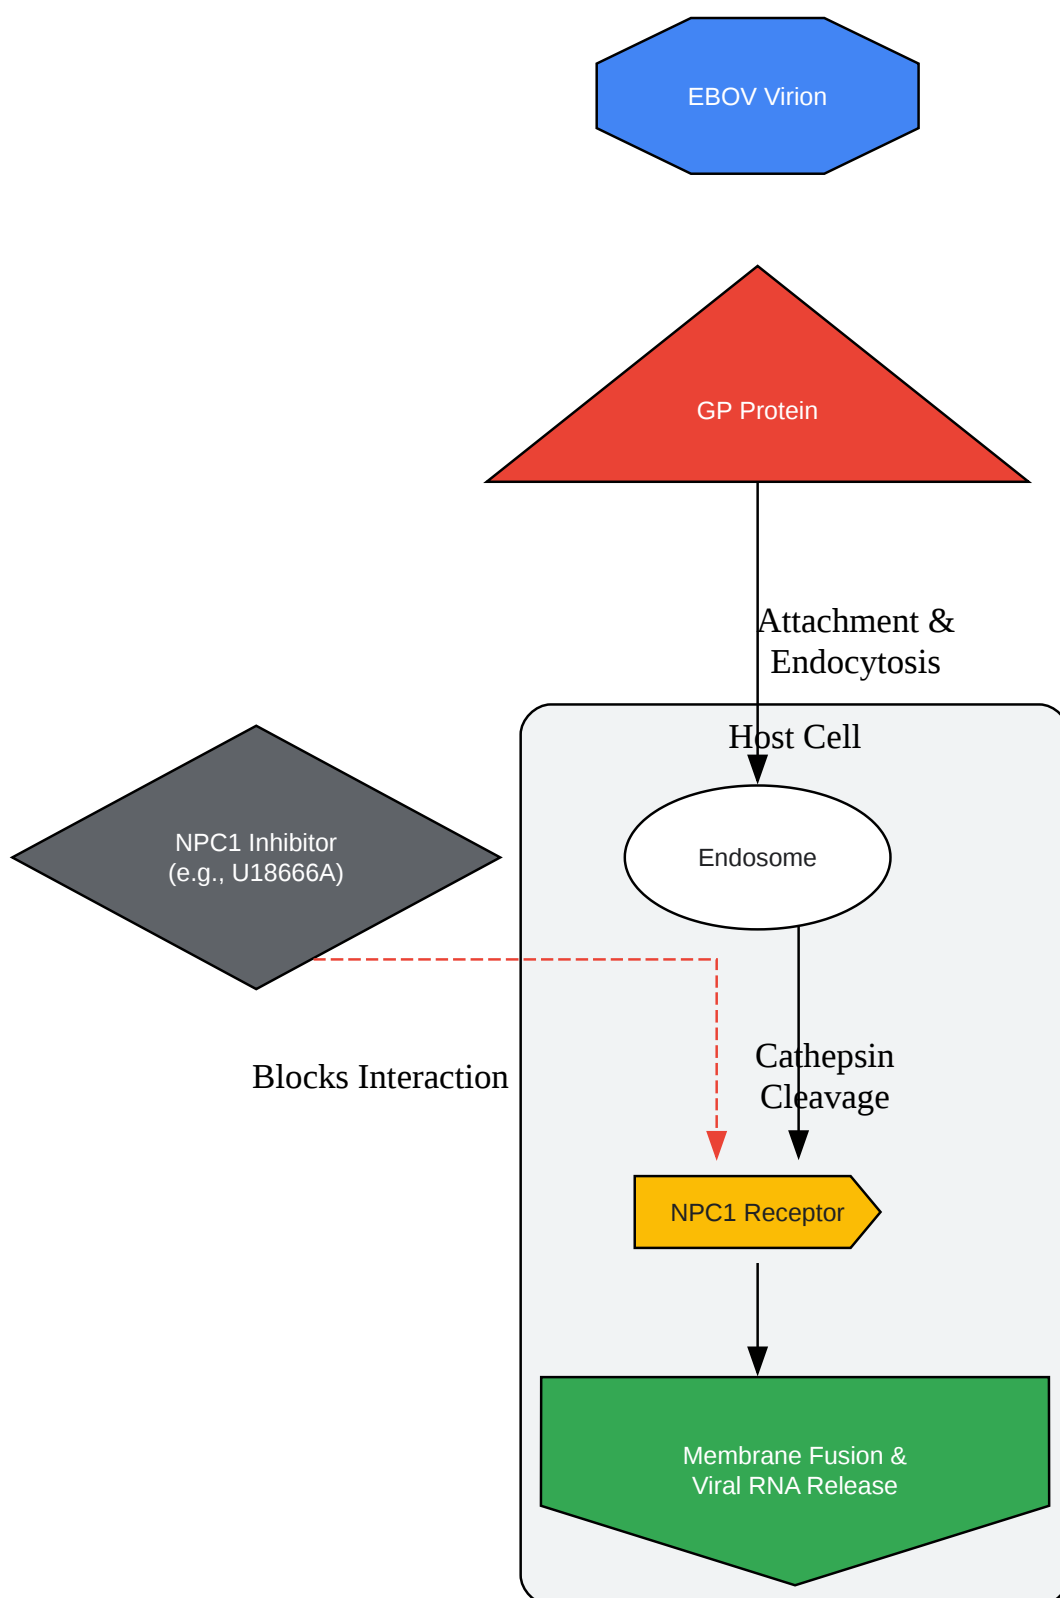 EBOV Virion
GP Protein
Attachment &
Endocytosis
Host Cell
NPC1 Inhibitor
(e.g., U18666A)
Endosome
Blocks Interaction
Cathepsin
Cleavage
NPC1 Receptor
Membrane Fusion &
Viral RNA Release